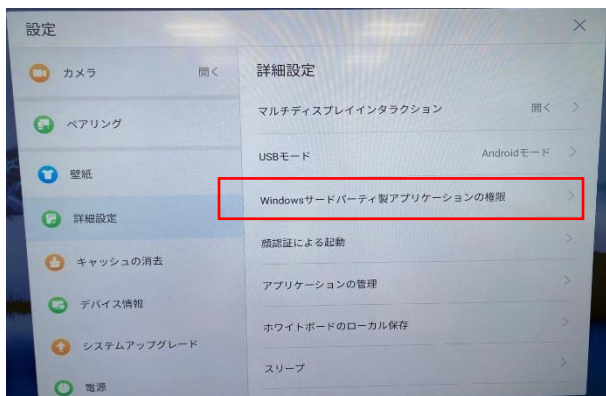 設定
カメラ 開く
ペアリング
壁紙
詳細設定
キャッシュの消去
デバイス情報
システムアップグレード
電源
詳細設定
マルチディスプレイインタラクション 開く
USBモード Androidモード
Windowsサードパーティ製アプリケーションの権限
顔認証による起動
アプリケーションの管理
ホワイトボードのローカル保存
スリープ